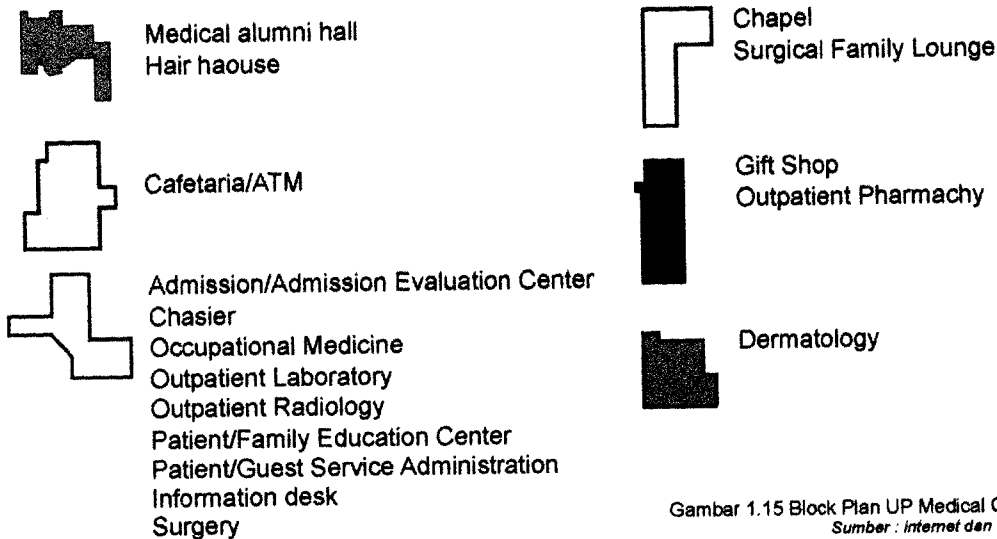 Medical alumni hall
Hair haouse
Cafetaria/ATM
Admission/Admission Evaluation Center
Chasier
Occupational Medicine
Outpatient Laboratory
Outpatient Radiology
Patient/Family Education Center
Patient/Guest Service Administration
Information desk
Surgery
Chapel
Surgical Family Lounge
Gift Shop
Outpatient Pharmachy
Dermatology
Gambar 1.15 Block Plan UP Medical
Sumber : internet dan